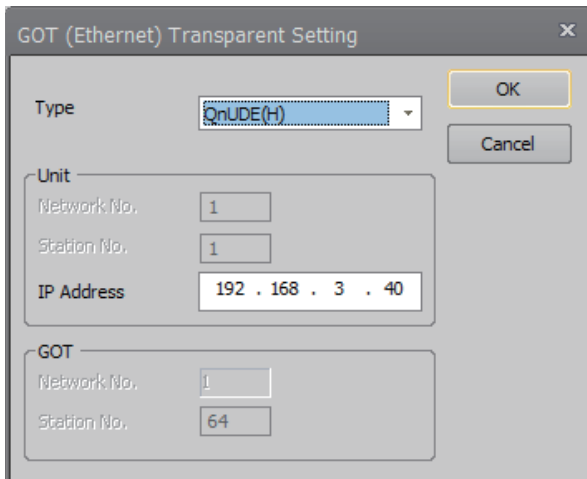 GOT (Ethernet) Transparent Setting
Type
QnUDE(H)
OK
Cancel
Unit
Network No.
1
Station No.
1
IP Address
192 . 168 . 3 . 40
GOT
Network No.
1
Station No.
64